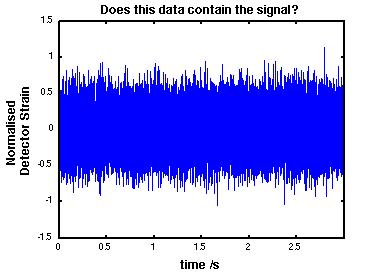 Does this data contain the signal?
1.5
1
0.5
0
-0.5
-1
-1.5
Normalised
Detector Strain
0 0.5 1 1.5 2 2.5
time /s